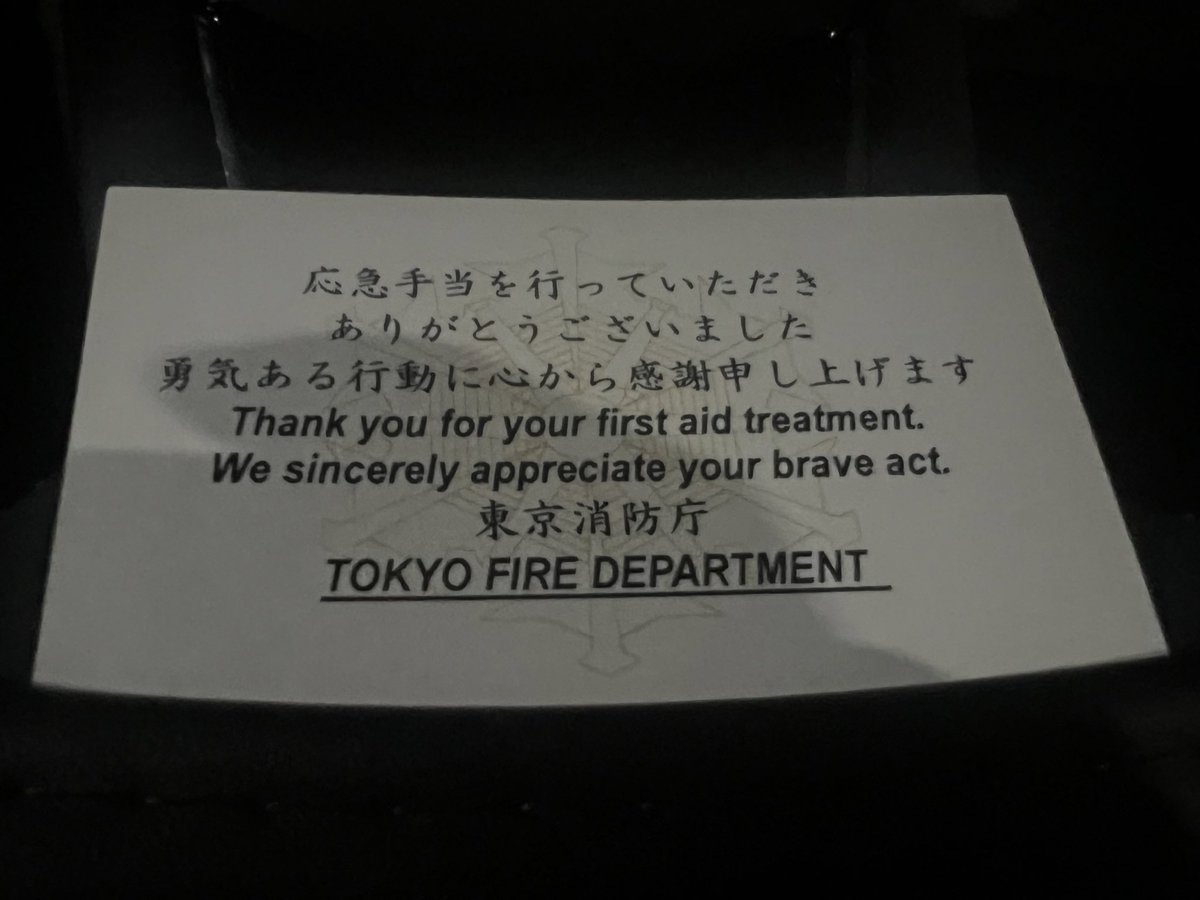 応急手当を行っていただき
ありがとうございました
勇気ある行動に心から感謝申し上げます
Thank you for your first aid treatment.
We sincerely appreciate your brave act.
東京消防庁
TOKYO FIRE DEPARTMENT